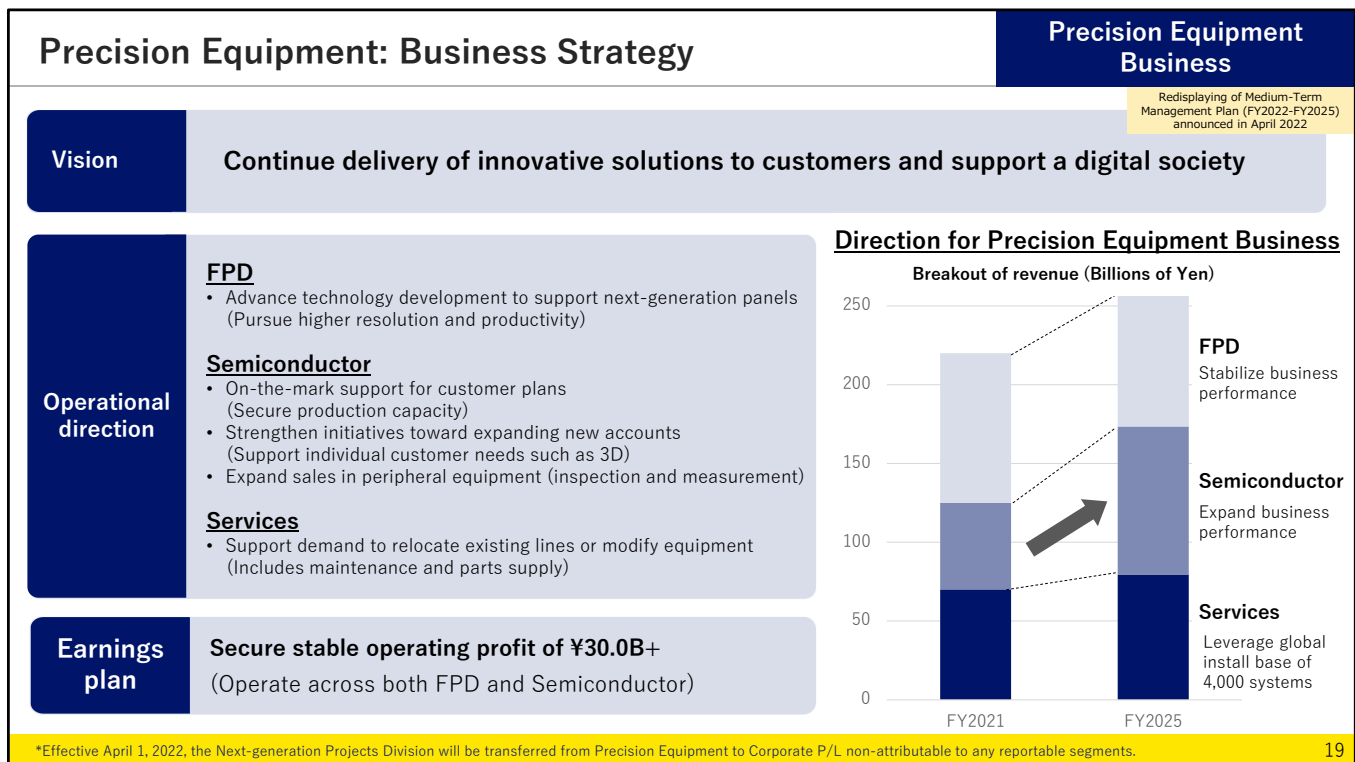 Precision Equipment: Business Strategy
Precision Equipment
Business
Redisplaying of Medium-Term
Management Plan (FY2022-FY2025)
announced in April 2022
Vision
Continue delivery of innovative solutions to customers and support a digital society
Operational
direction
FPD
• Advance technology development to support next-generation panels
(Pursue higher resolution and productivity)
Semiconductor
• On-the-mark support for customer plans
(Secure production capacity)
• Strengthen initiatives toward expanding new accounts
(Support individual customer needs such as 3D)
• Expand sales in peripheral equipment (inspection and measurement)
Services
• Support demand to relocate existing lines or modify equipment
(Includes maintenance and parts supply)
Earnings
plan
Secure stable operating profit of ¥30.0B+
(Operate across both FPD and Semiconductor)
Direction for Precision Equipment Business
Breakout of revenue (Billions of Yen)
250
200
150
100
50
0
FY2021
FY2025
FPD
Stabilize business
performance
Semiconductor
Expand business
performance
Services
Leverage global
install base of
4,000 systems
*Effective April 1, 2022, the Next-generation Projects Division will be transferred from Precision Equipment to Corporate P/L non-attributable to any reportable segments.
19